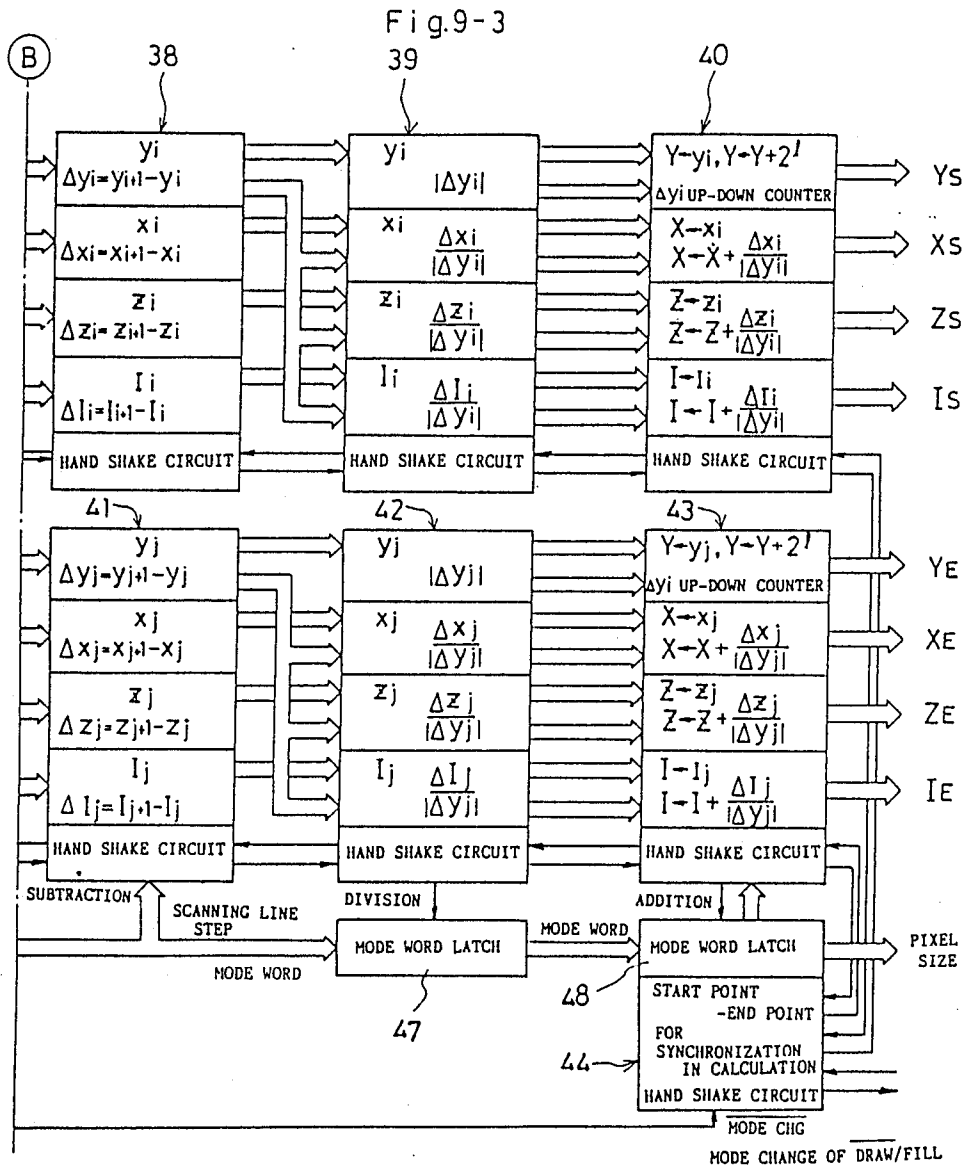 Fig.9-3
B
38
39
40
yi
Δyi=yi+1-yi
xi
Δxi=xi+1-xi
zi
Δzi=zi+1-zi
Ii
ΔIi=Ii+1-Ii
HAND SHAKE CIRCUIT
yi
|Δyi|
xi
Δxi
|Δyi|
zi
Δzi
|Δyi|
Ii
ΔIi
|Δyi|
HAND SHAKE CIRCUIT
Y←yi, Y←Y+2^l
Δyi UP-DOWN COUNTER
X←xi
X←X+Δxi/|Δyi|
Z←zi
Z←Z+Δzi/|Δyi|
I←Ii
I←I+ΔIi/|Δyi|
HAND SHAKE CIRCUIT
YS
XS
ZS
IS
41
42
43
yj
Δyj=yj+1-yj
xj
Δxj=xj+1-xj
zj
Δzj=zj+1-zj
Ij
ΔIj=Ij+1-Ij
HAND SHAKE CIRCUIT
yj
|Δyj|
xj
Δxj
|Δyj|
zj
Δzj
|Δyj|
Ij
ΔIj
|Δyj|
HAND SHAKE CIRCUIT
Y←yj, Y←Y+2^l
Δyi UP-DOWN COUNTER
X←xj
X←X+Δxj/|Δyj|
Z←zj
Z←Z+Δzj/|Δyj|
I←Ij
I←I+ΔIj/|Δyj|
HAND SHAKE CIRCUIT
YE
XE
ZE
IE
SUBTRACTION
SCANNING LINE
STEP
MODE WORD
DIVISION
MODE WORD LATCH
47
MODE WORD
ADDITION
MODE WORD LATCH
48
PIXEL
SIZE
START POINT
-END POINT
FOR
SYNCHRONIZATION
IN CALCULATION
44
HAND SHAKE CIRCUIT
MODE CHG
MODE CHANGE OF DRAW/FILL